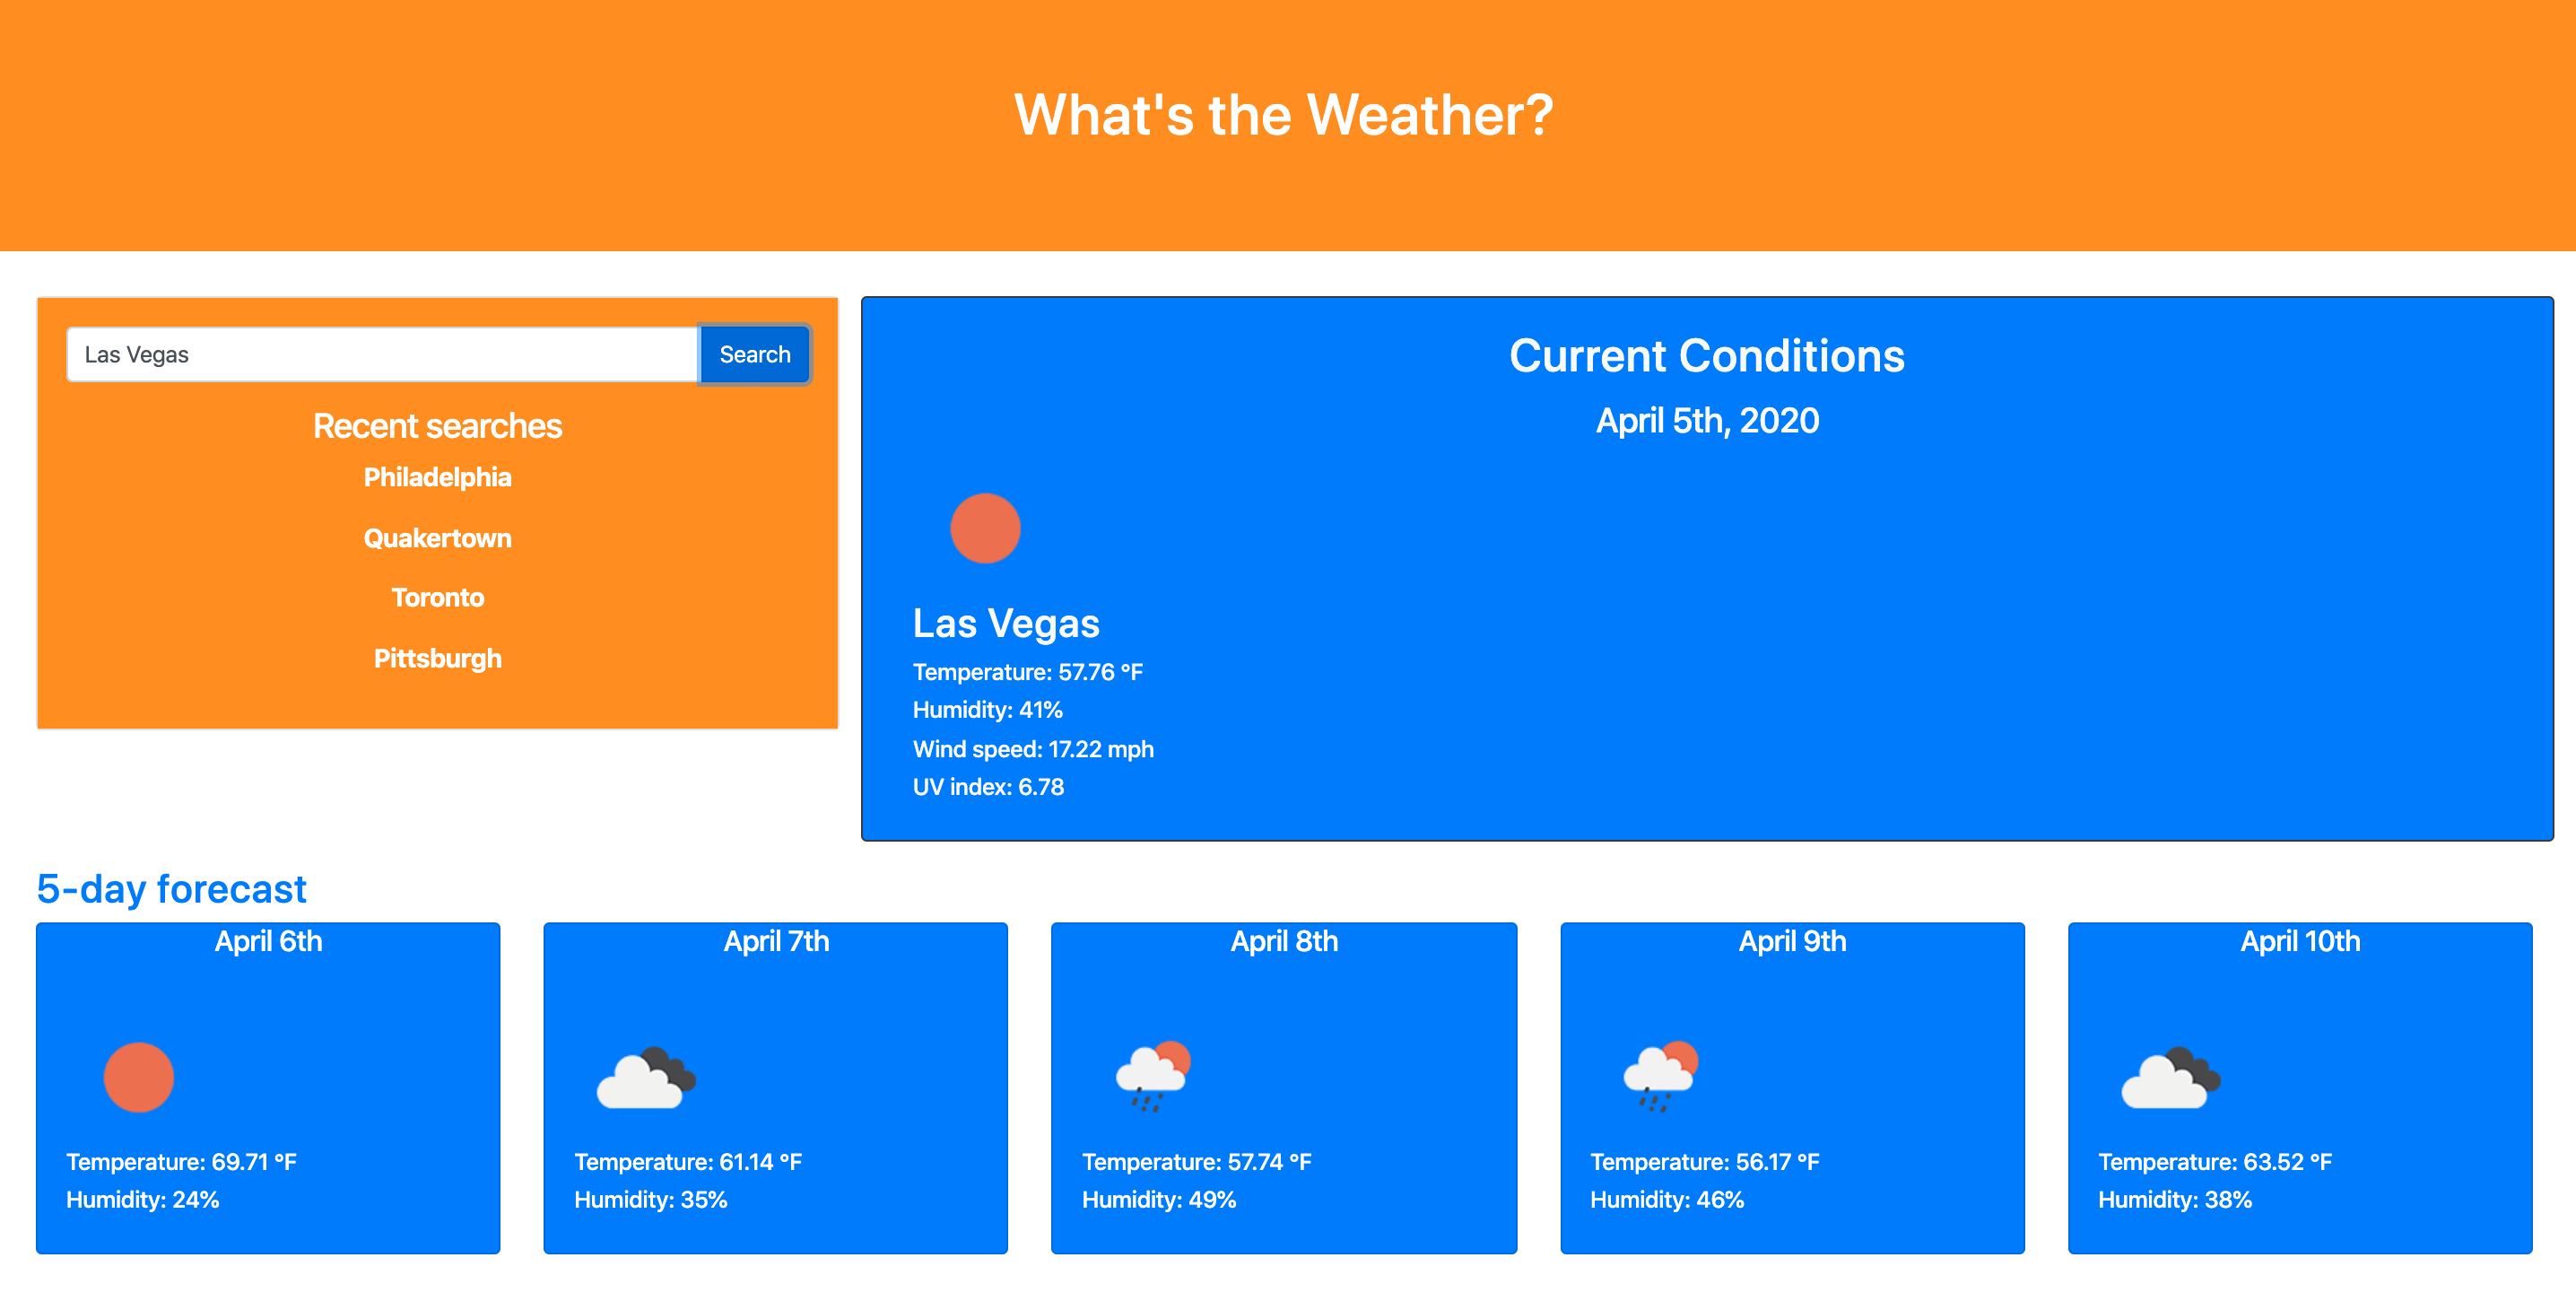 What's the Weather?
Las Vegas
Search
Recent searches
Philadelphia
Quakertown
Toronto
Pittsburgh
Current Conditions
April 5th, 2020
Las Vegas
Temperature: 57.76 °F
Humidity: 41%
Wind speed: 17.22 mph
UV index: 6.78
5-day forecast
April 6th
Temperature: 69.71 °F
Humidity: 24%
April 7th
Temperature: 61.14 °F
Humidity: 35%
April 8th
Temperature: 57.74 °F
Humidity: 49%
April 9th
Temperature: 56.17 °F
Humidity: 46%
April 10th
Temperature: 63.52 °F
Humidity: 38%